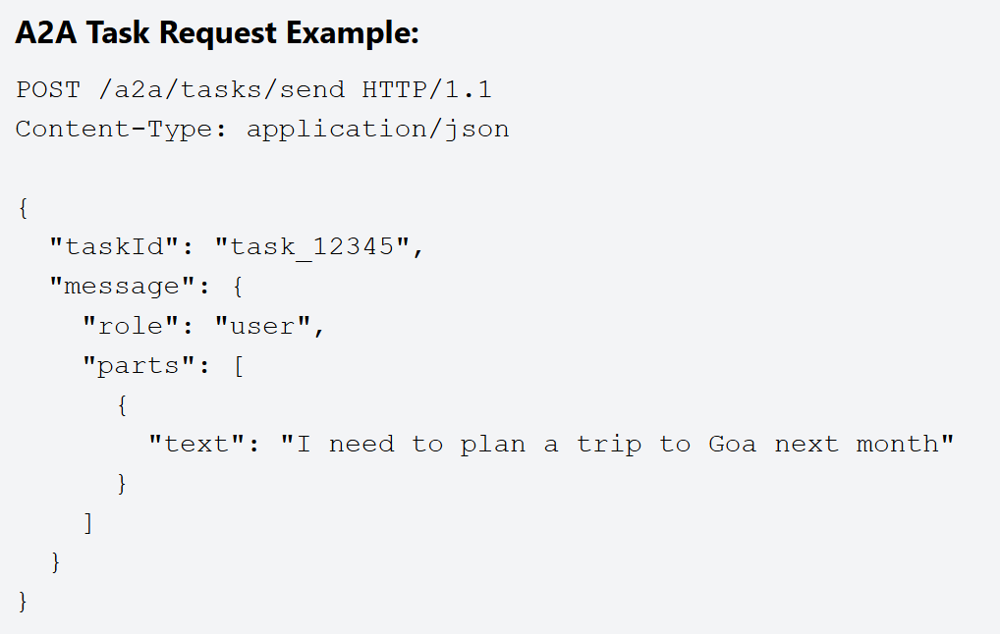 A2A Task Request Example:
POST /a2a/tasks/send HTTP/1.1
Content-Type: application/json

{
  "taskId": "task_12345",
  "message": {
    "role": "user",
    "parts": [
      {
        "text": "I need to plan a trip to Goa next month"
      }
    ]
  }
}